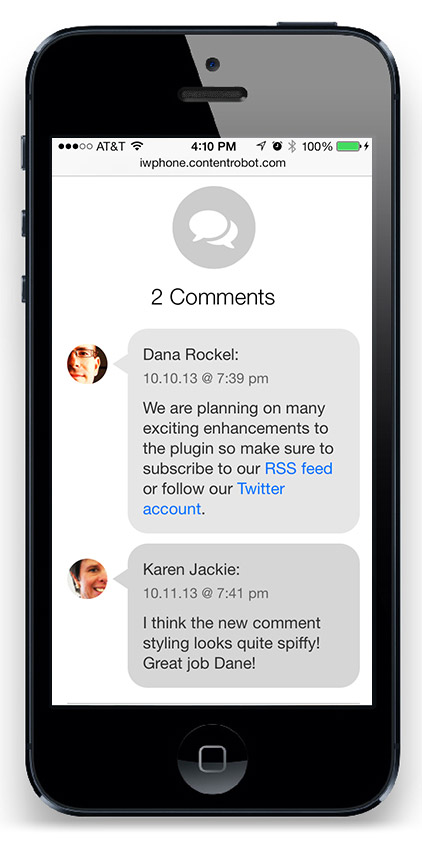 AT&T 4:10 PM 100%
iwphone.contentrobot.com
2 Comments
Dana Rockel:
10.10.13 @ 7:39 pm
We are planning on many
exciting enhancements to
the plugin so make sure to
subscribe to our RSS feed
or follow our Twitter
account.
Karen Jackie:
10.11.13 @ 7:41 pm
I think the new comment
styling looks quite spiffy!
Great job Dane!